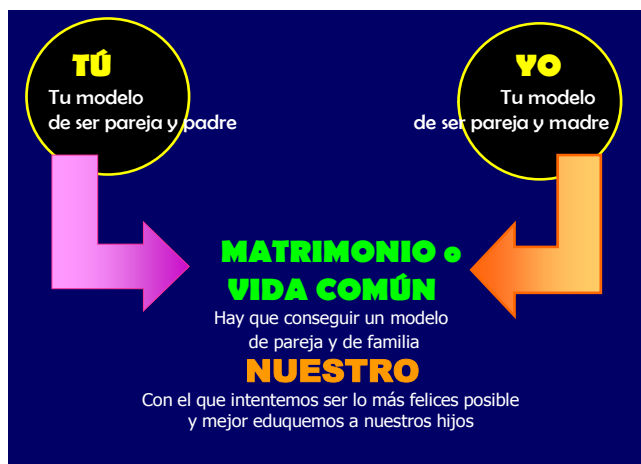 TÚ
Tu modelo
de ser pareja y padre
YO
Tu modelo
de ser pareja y madre
MATRIMONIO o
VIDA COMÚN
Hay que conseguir un modelo
de pareja y de familia
NUESTRO
Con el que intentemos ser lo más felices posible
y mejor eduquemos a nuestros hijos